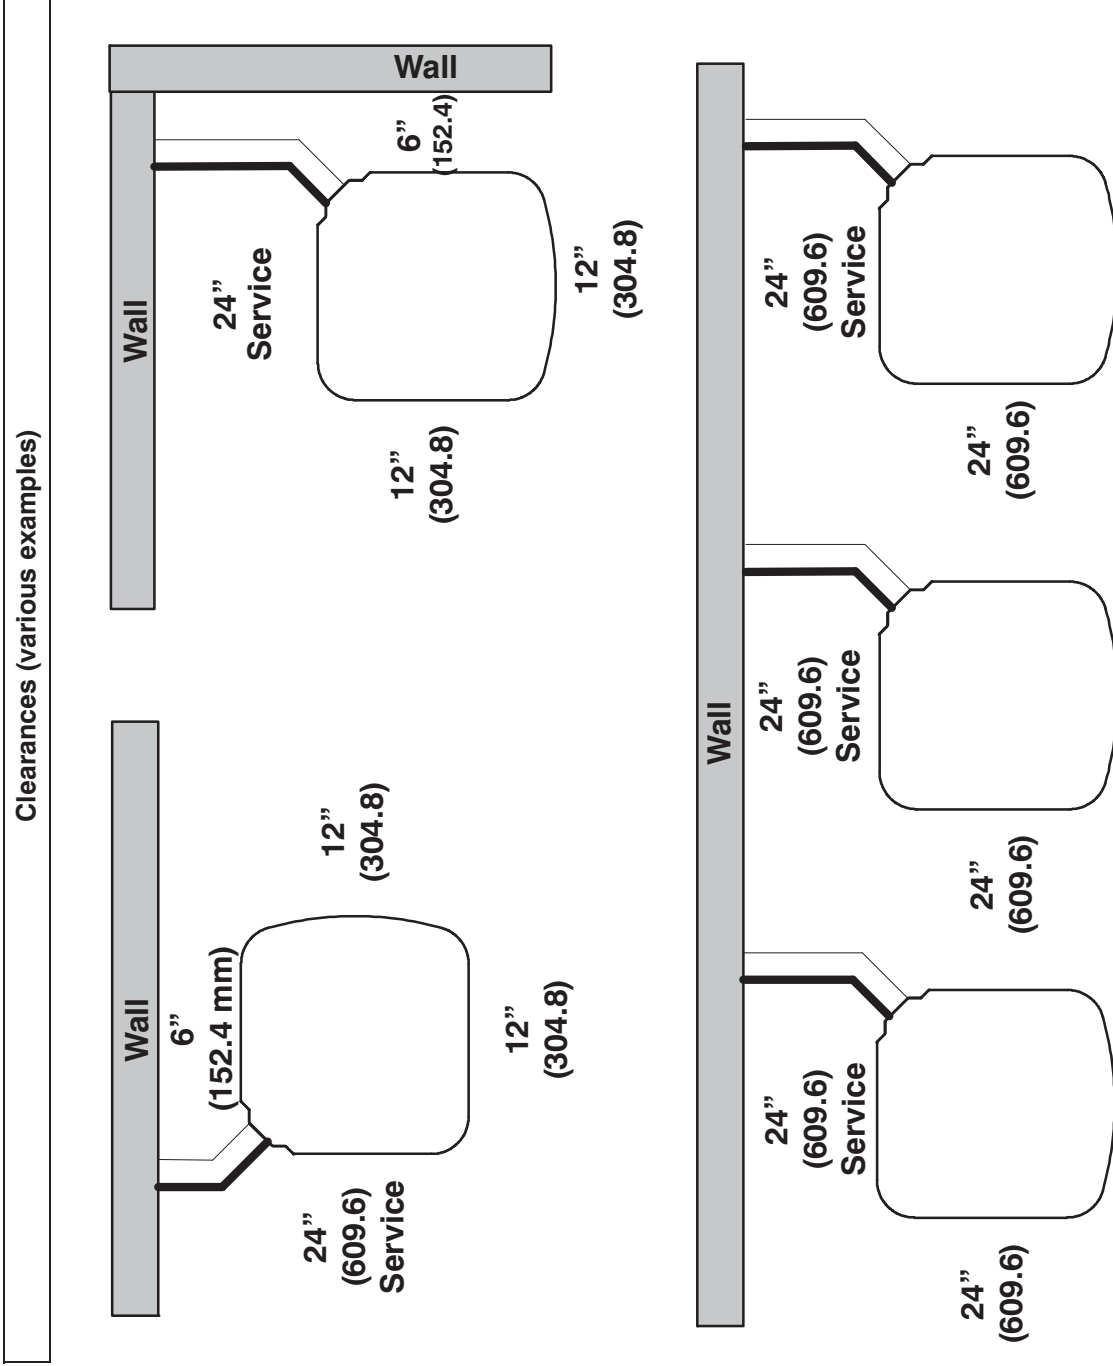 Clearances (various examples)
Wall
6”
(152.4 mm)
24”
(609.6)
Service
12”
(304.8)
12”
(304.8)
Wall
Wall
6”
(152.4)
24”
Service
12”
(304.8)
12”
(304.8)
Wall
24”
(609.6)
Service
24”
(609.6)
24”
(609.6)
Service
24”
(609.6)
24”
(609.6)
Service
24”
(609.6)